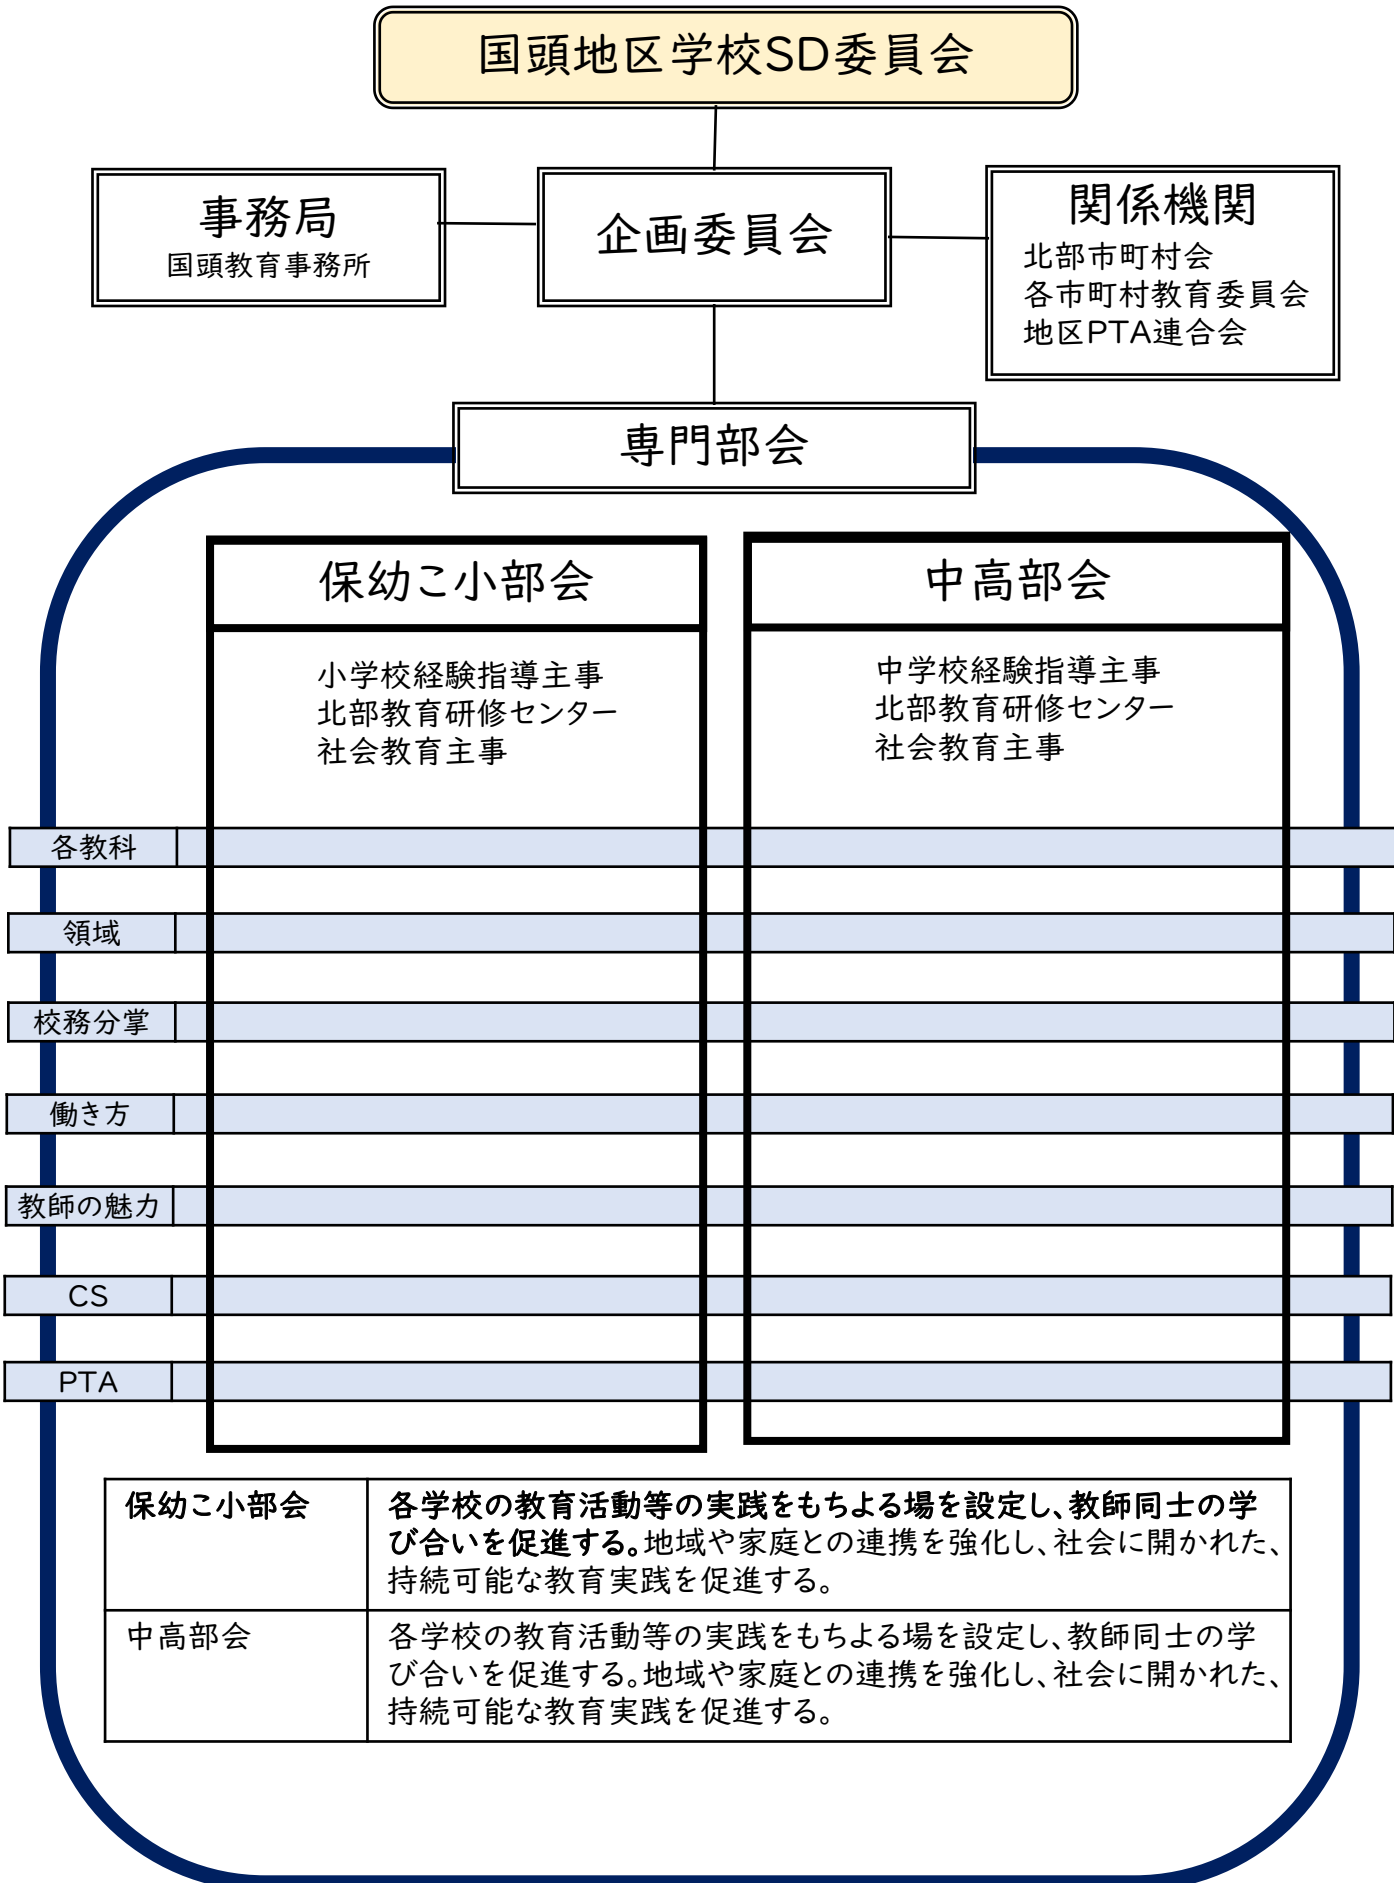 国頭地区学校SD委員会
事務局
国頭教育事務所
企画委員会
関係機関
北部市町村会
各市町村教育委員会
地区PTA連合会
専門部会
保幼こ小部会
小学校経験指導主事
北部教育研修センター
社会教育主事
中高部会
中学校経験指導主事
北部教育研修センター
社会教育主事
各教科
領域
校務分掌
働き方
教師の魅力
CS
PTA
保幼こ小部会
各学校の教育活動等の実践をもちよる場を設定し、教師同士の学
び合いを促進する。地域や家庭との連携を強化し、社会に開かれた、
持続可能な教育実践を促進する。
中高部会
各学校の教育活動等の実践をもちよる場を設定し、教師同士の学
び合いを促進する。地域や家庭との連携を強化し、社会に開かれた、
持続可能な教育実践を促進する。